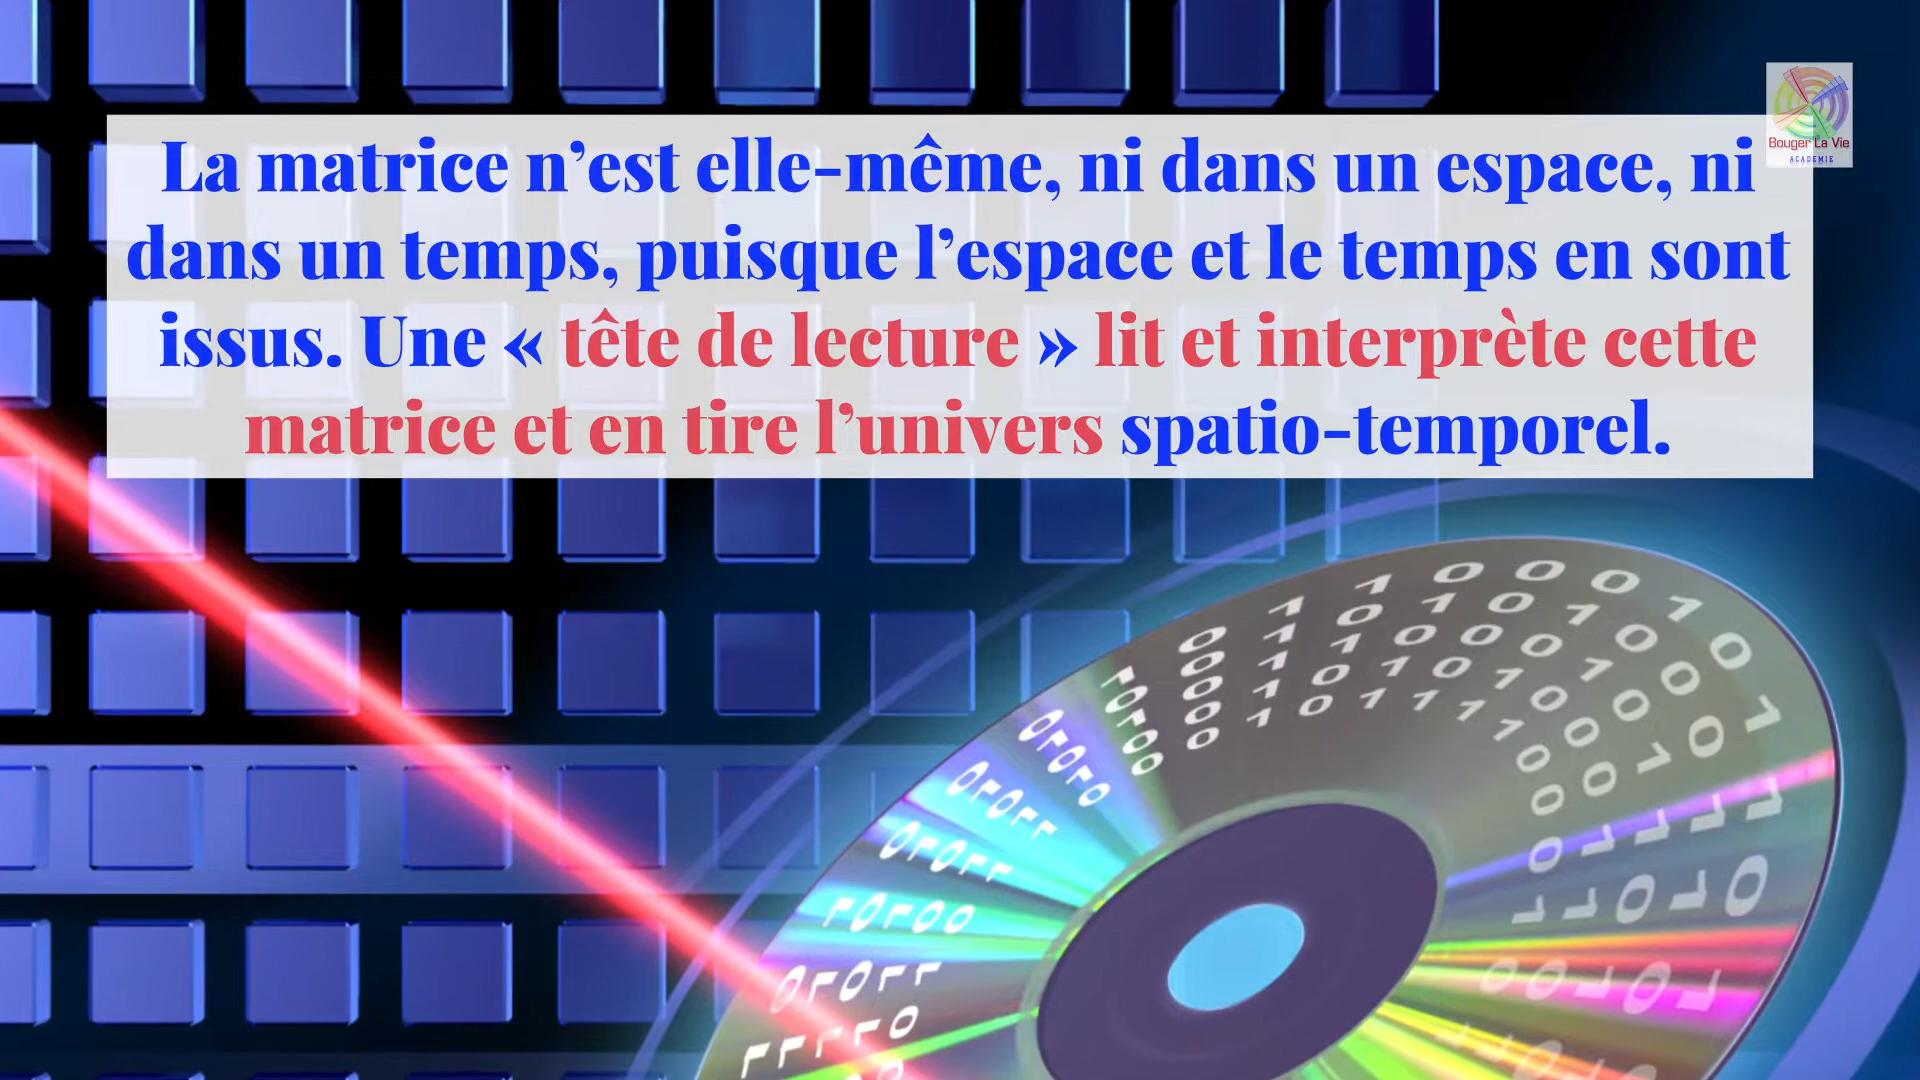 La matrice n’est elle-même, ni dans un espace, ni
dans un temps, puisque l’espace et le temps en sont
issus. Une « tête de lecture » lit et interprète cette
matrice et en tire l’univers spatio-temporel.
Bouger La Vie
ACADEMIE